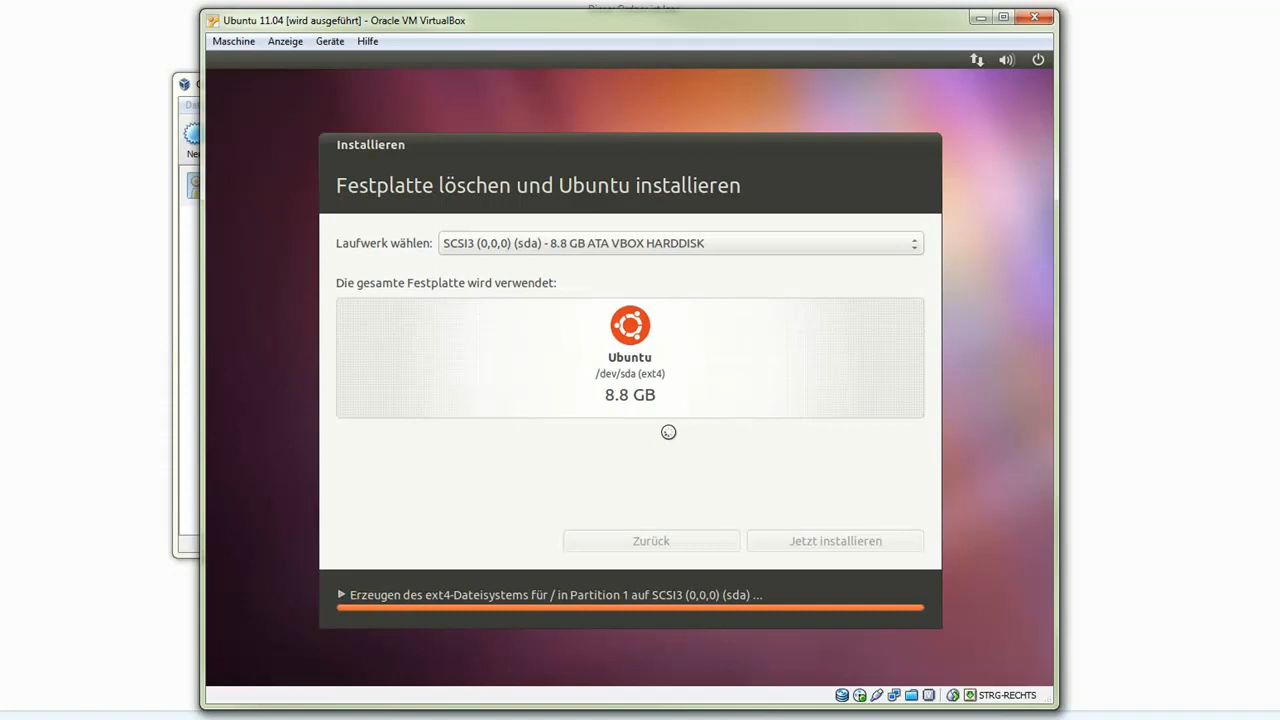 Ubuntu 11.04 [wird ausgeführt] - Oracle VM VirtualBox
Maschine Anzeige Geräte Hilfe
Installieren
Festplatte löschen und Ubuntu installieren
Laufwerk wählen: SCSI3 (0,0,0) (sda) - 8.8 GB ATA VBOX HARDDISK
Die gesamte Festplatte wird verwendet:
Ubuntu
/dev/sda (ext4)
8.8 GB
Zurück Jetzt installieren
Erzeugen des ext4-Dateisystems für / in Partition 1 auf SCSI3 (0,0,0) (sda) ...
STRG-RECHTS